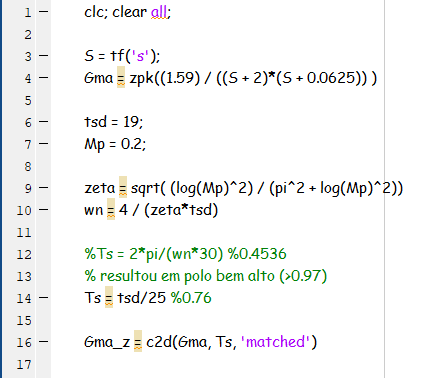 1 clc; clear all;
2
3 S = tf('s');
4 Gma = zpk((1.59) / ((S + 2)*(S + 0.0625)) )
5
6 tsd = 19;
7 Mp = 0.2;
8
9 zeta = sqrt( (log(Mp)^2) / (pi^2 + log(Mp)^2))
10 wn = 4 / (zeta*tsd)
11
12 %Ts = 2*pi/(wn*30) %0.4536
13 % resultou em polo bem alto (>0.97)
14 Ts = tsd/25 %0.76
15
16 Gma_z = c2d(Gma, Ts, 'matched')
17